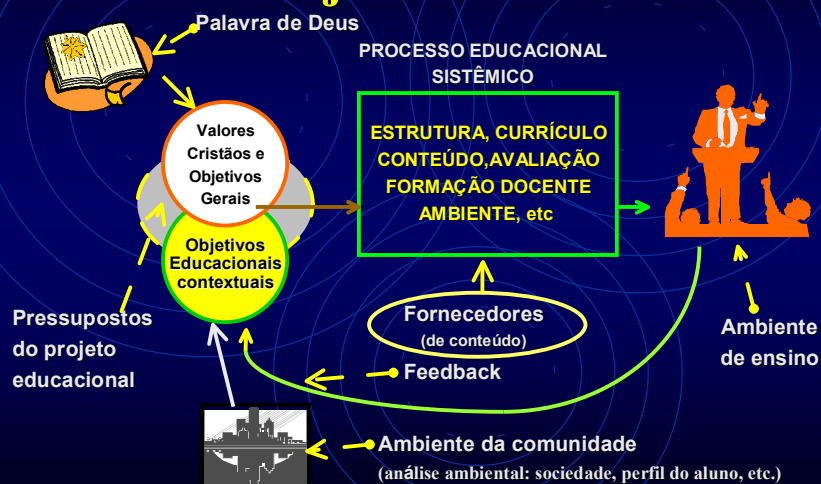 Palavra de Deus
PROCESSO EDUCACIONAL
SISTÊMICO
Valores
Cristãos e
Objetivos
Gerais
ESTRUTURA, CURRÍCULO
CONTEÚDO,AVALIAÇÃO
FORMAÇÃO DOCENTE
AMBIENTE, etc
Objetivos
Educacionais
contextuais
Pressupostos
do projeto
educacional
Fornecedores
(de conteúdo)
Feedback
Ambiente
de ensino
Ambiente da comunidade
(análise ambiental: sociedade, perfil do aluno, etc.)